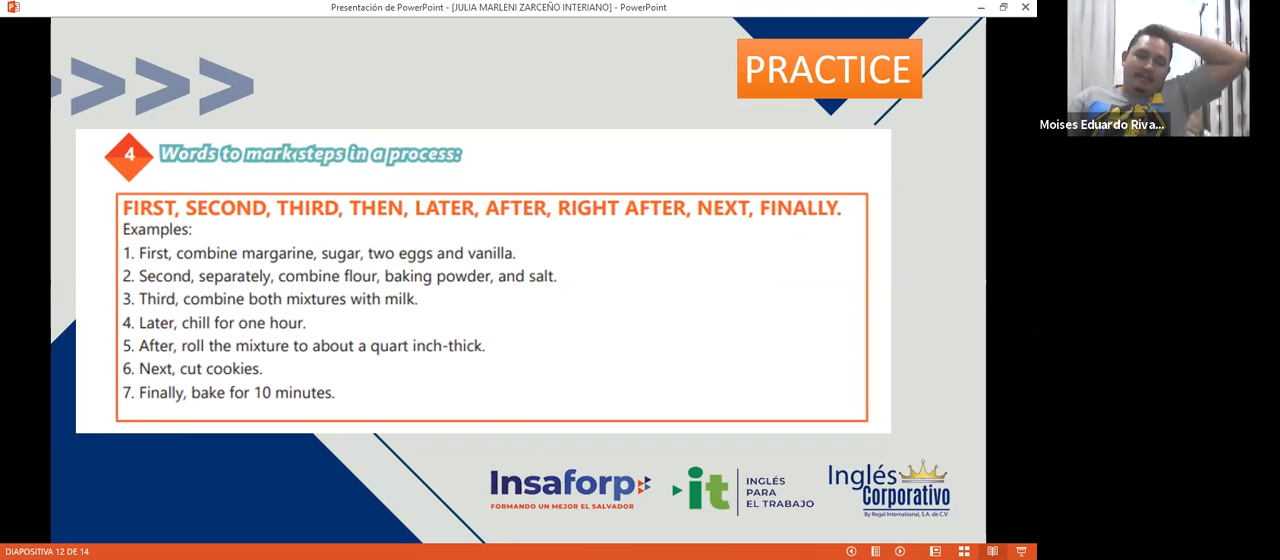 Presentación de PowerPoint - [JULIA MARLENI ZARCEÑO INTERIANO] - PowerPoint
PRACTICE
Moises Eduardo Riva...
4 Words to mark steps in a process:
FIRST, SECOND, THIRD, THEN, LATER, AFTER, RIGHT AFTER, NEXT, FINALLY.
Examples:
1. First, combine margarine, sugar, two eggs and vanilla.
2. Second, separately, combine flour, baking powder, and salt.
3. Third, combine both mixtures with milk.
4. Later, chill for one hour.
5. After, roll the mixture to about a quart inch-thick.
6. Next, cut cookies.
7. Finally, bake for 10 minutes.
Insaforp
FORMANDO UN MEJOR EL SALVADOR
it
INGLÉS
PARA
EL TRABAJO
Inglés
Corporativo
By Regal International, S.A. de C.V.
DIAPOSITIVA 12 DE 14